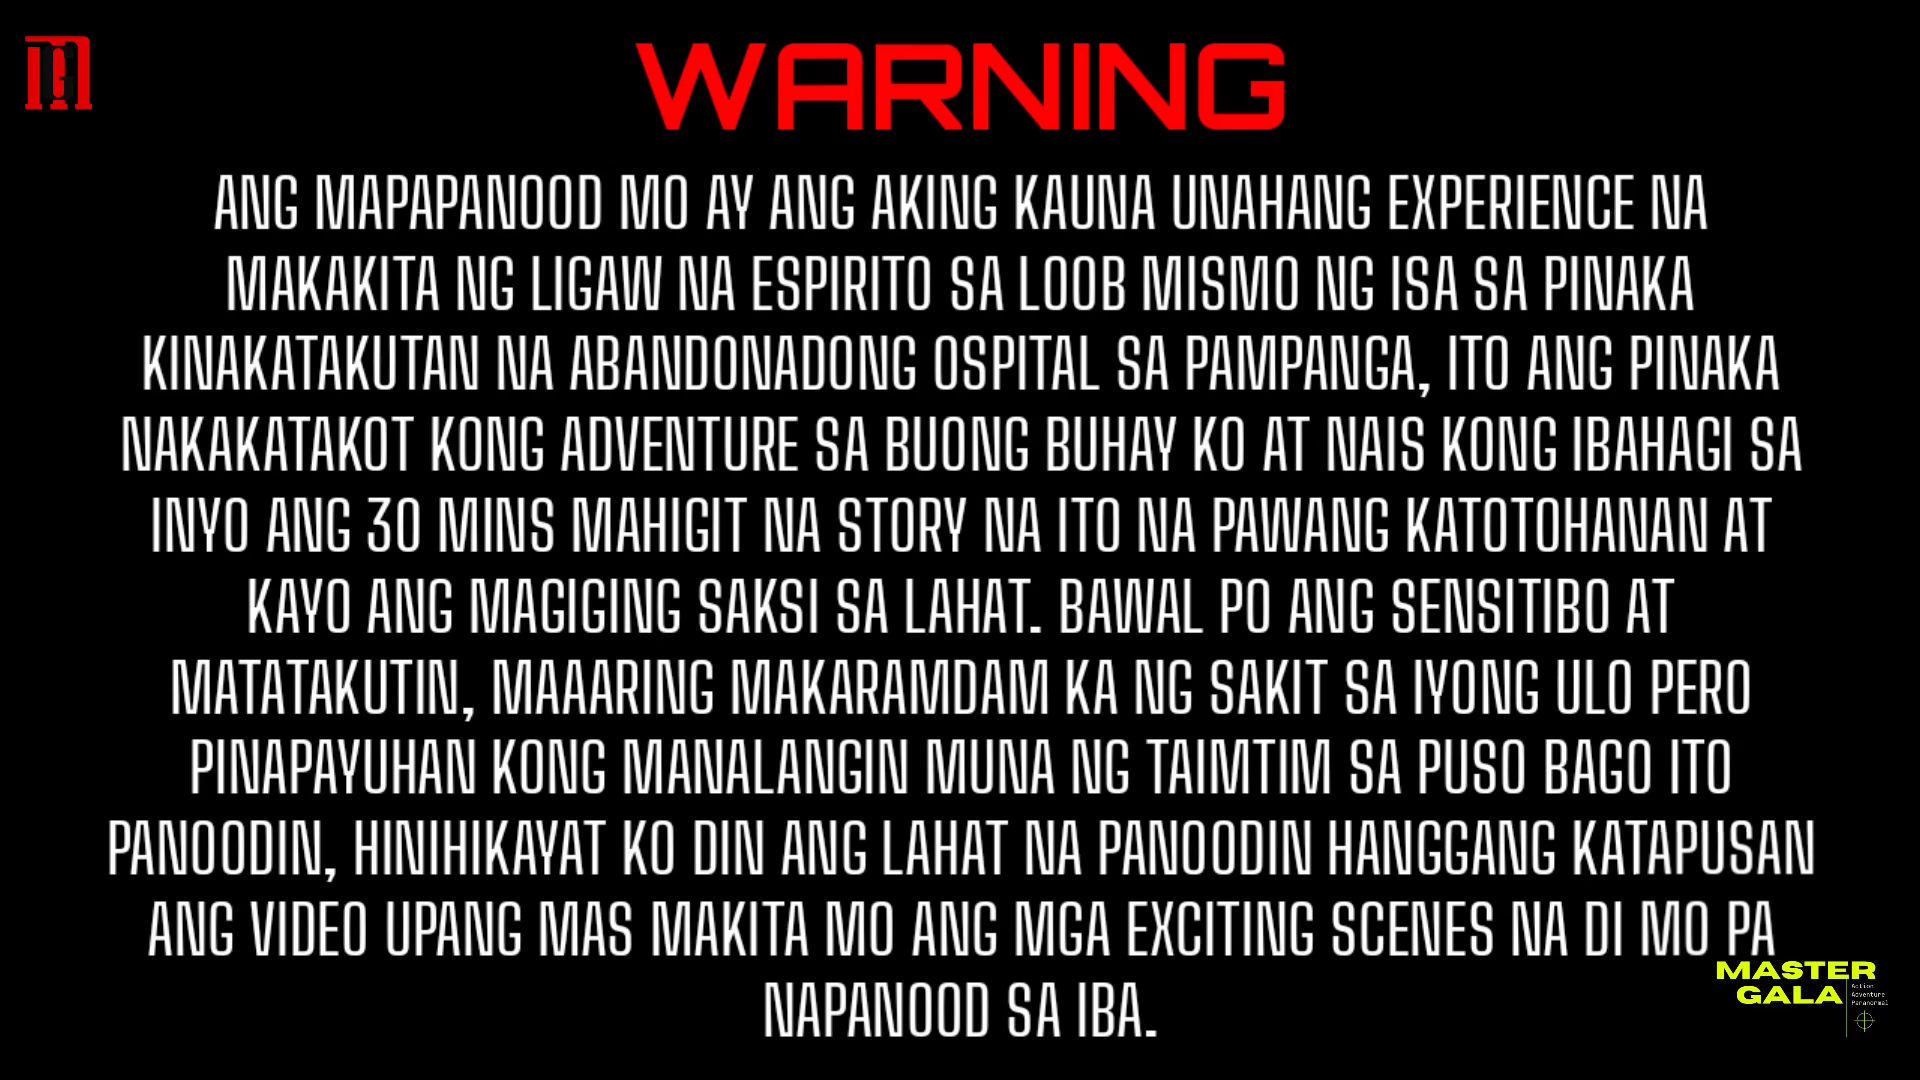 WARNING
ANG MAPAPANOOD MO AY ANG AKING KAUNA UNAHANG EXPERIENCE NA
MAKAKITA NG LIGAW NA ESPIRITO SA LOOB MISMO NG ISA SA PINAKA
KINAKATAKUTAN NA ABANDONADONG OSPITAL SA PAMPANGA, ITO ANG PINAKA
NAKAKATAKOT KONG ADVENTURE SA BUONG BUHAY KO AT NAIS KONG IBAHAGI SA
INYO ANG 30 MINS MAHIGIT NA STORY NA ITO NA PAWANG KATOTOHANAN AT
KAYO ANG MAGIGING SAKSI SA LAHAT. BAWAL PO ANG SENSITIBO AT
MATATAKUTIN, MAAARING MAKARAMDAM KA NG SAKIT SA IYONG ULO PERO
PINAPAYUHAN KONG MANALANGIN MUNA NG TAIMTIM SA PUSO BAGO ITO
PANOODIN, HINIHIKAYAT KO DIN ANG LAHAT NA PANOODIN HANGGANG KATAPUSAN
ANG VIDEO UPANG MAS MAKITA MO ANG MGA EXCITING SCENES NA DI MO PA
NAPANOOD SA IBA.
MASTER
GALA
Action
Adventure
Paranormal